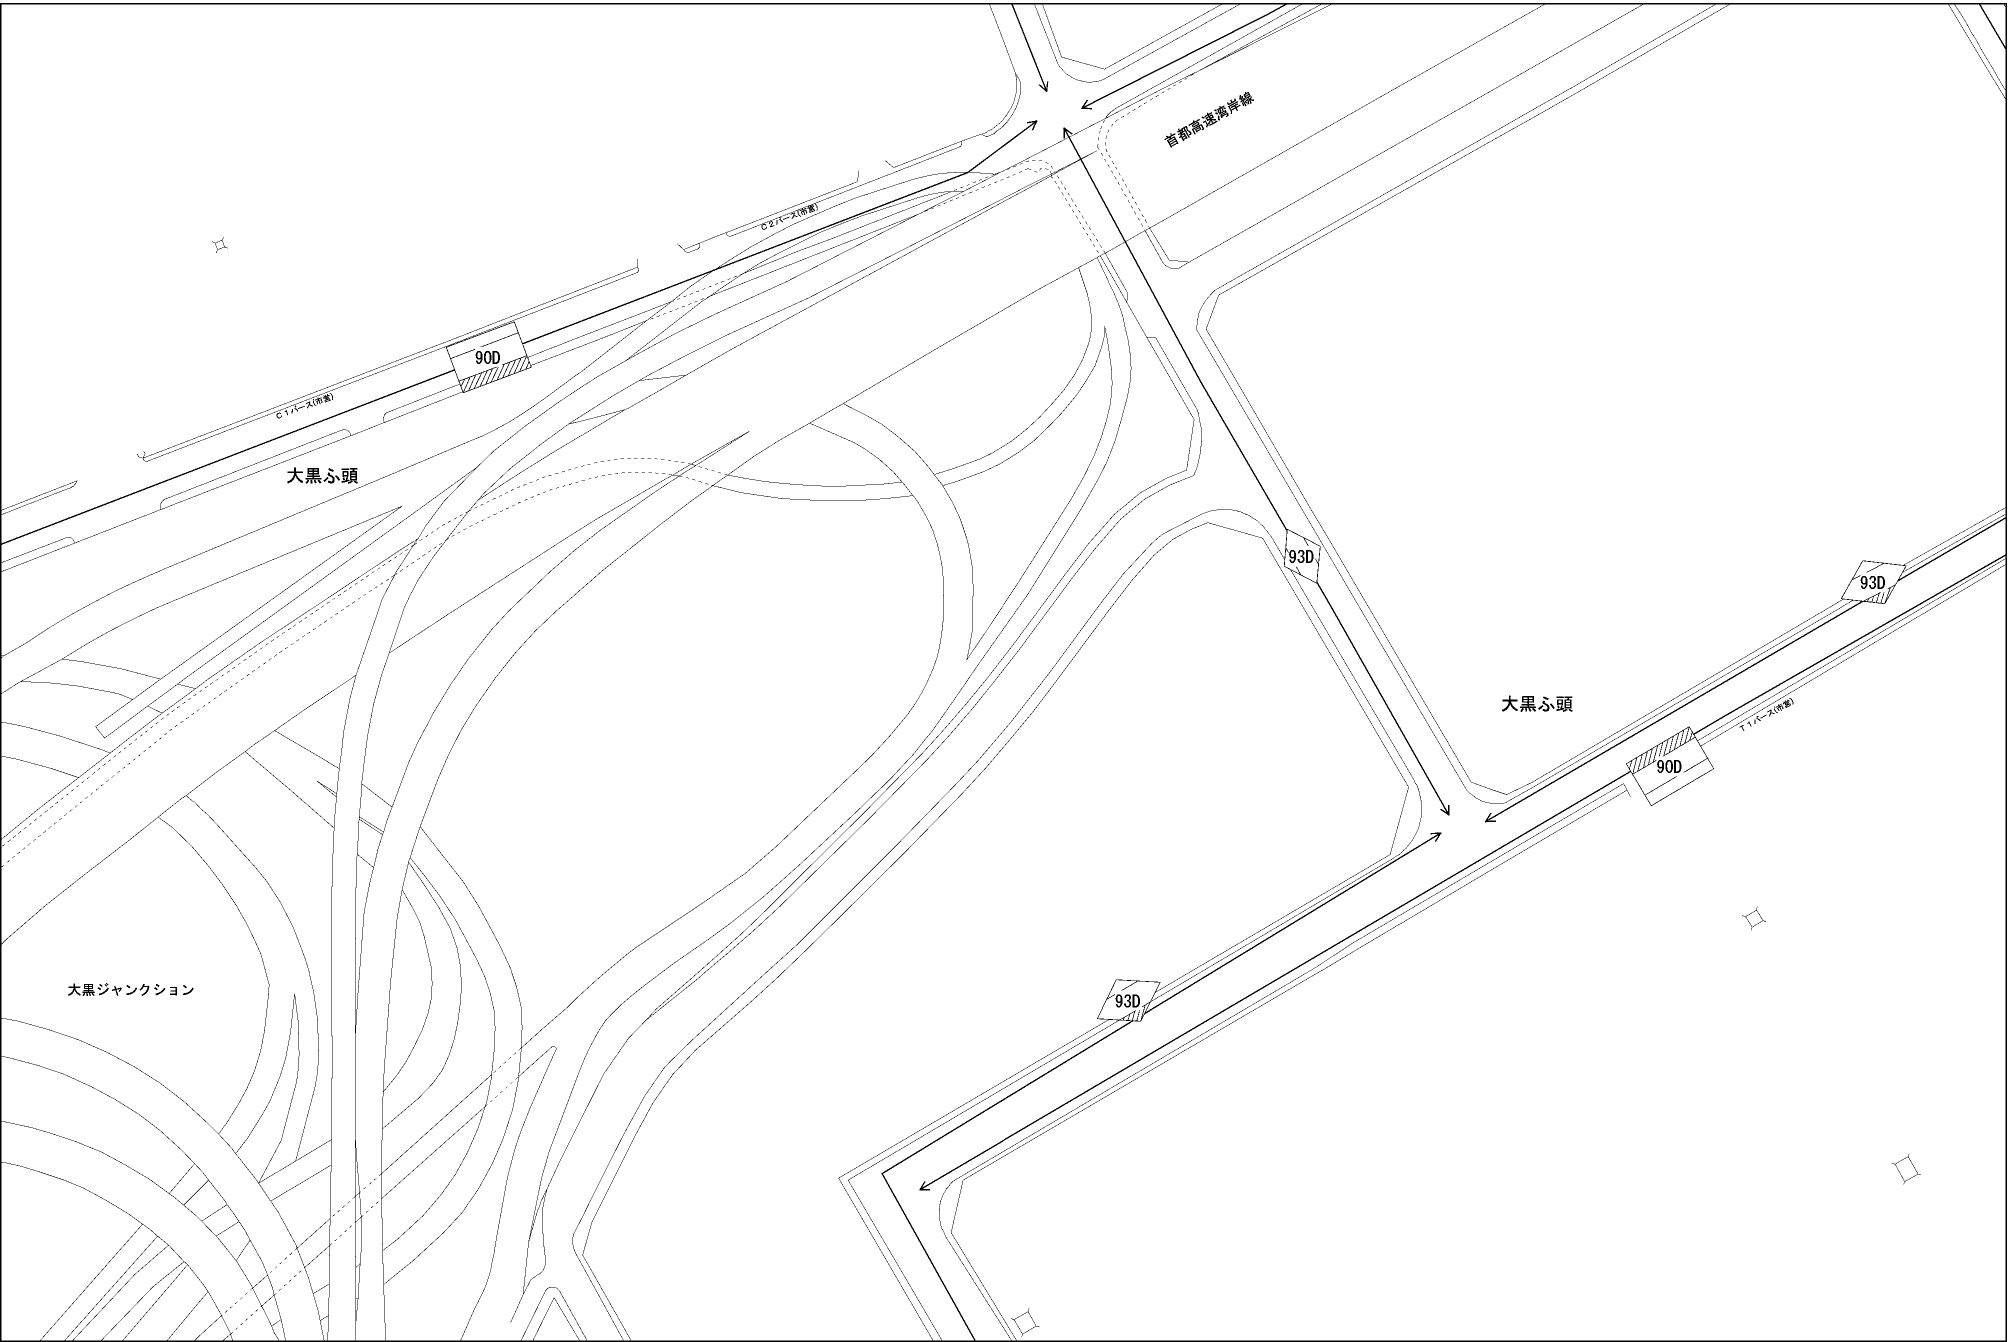 首都高速湾岸線
C2バース(市営)
90D
C1バース(市営)
大黒ふ頭
93D
93D
大黒ふ頭
T1バース(市営)
90D
大黒ジャンクション
93D